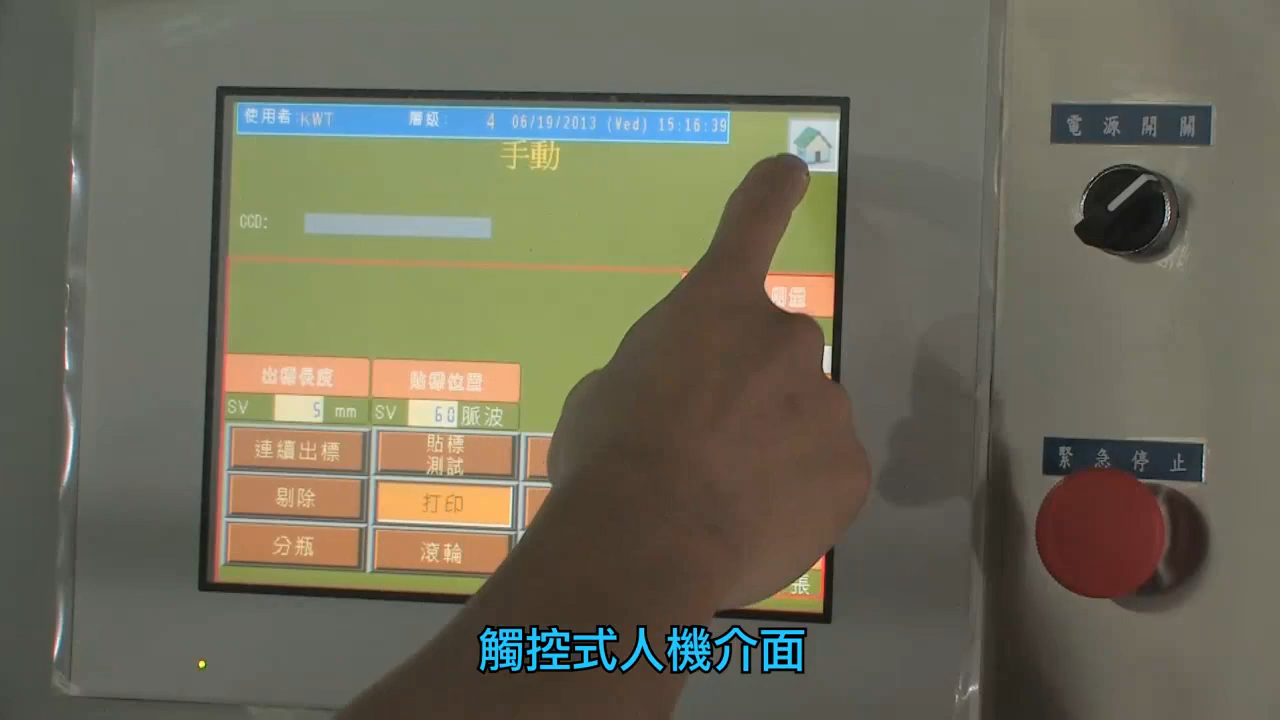 使用者:KWT 層級: 4 06/19/2013 (Wed) 15:16:39
手動
CCD:
出標長度 貼標位置
SV 5 mm SV 60 脈波
連續出標 貼標測試
剔除 打印
分瓶 滾輪
張
電源開關
緊急停止
觸控式人機介面